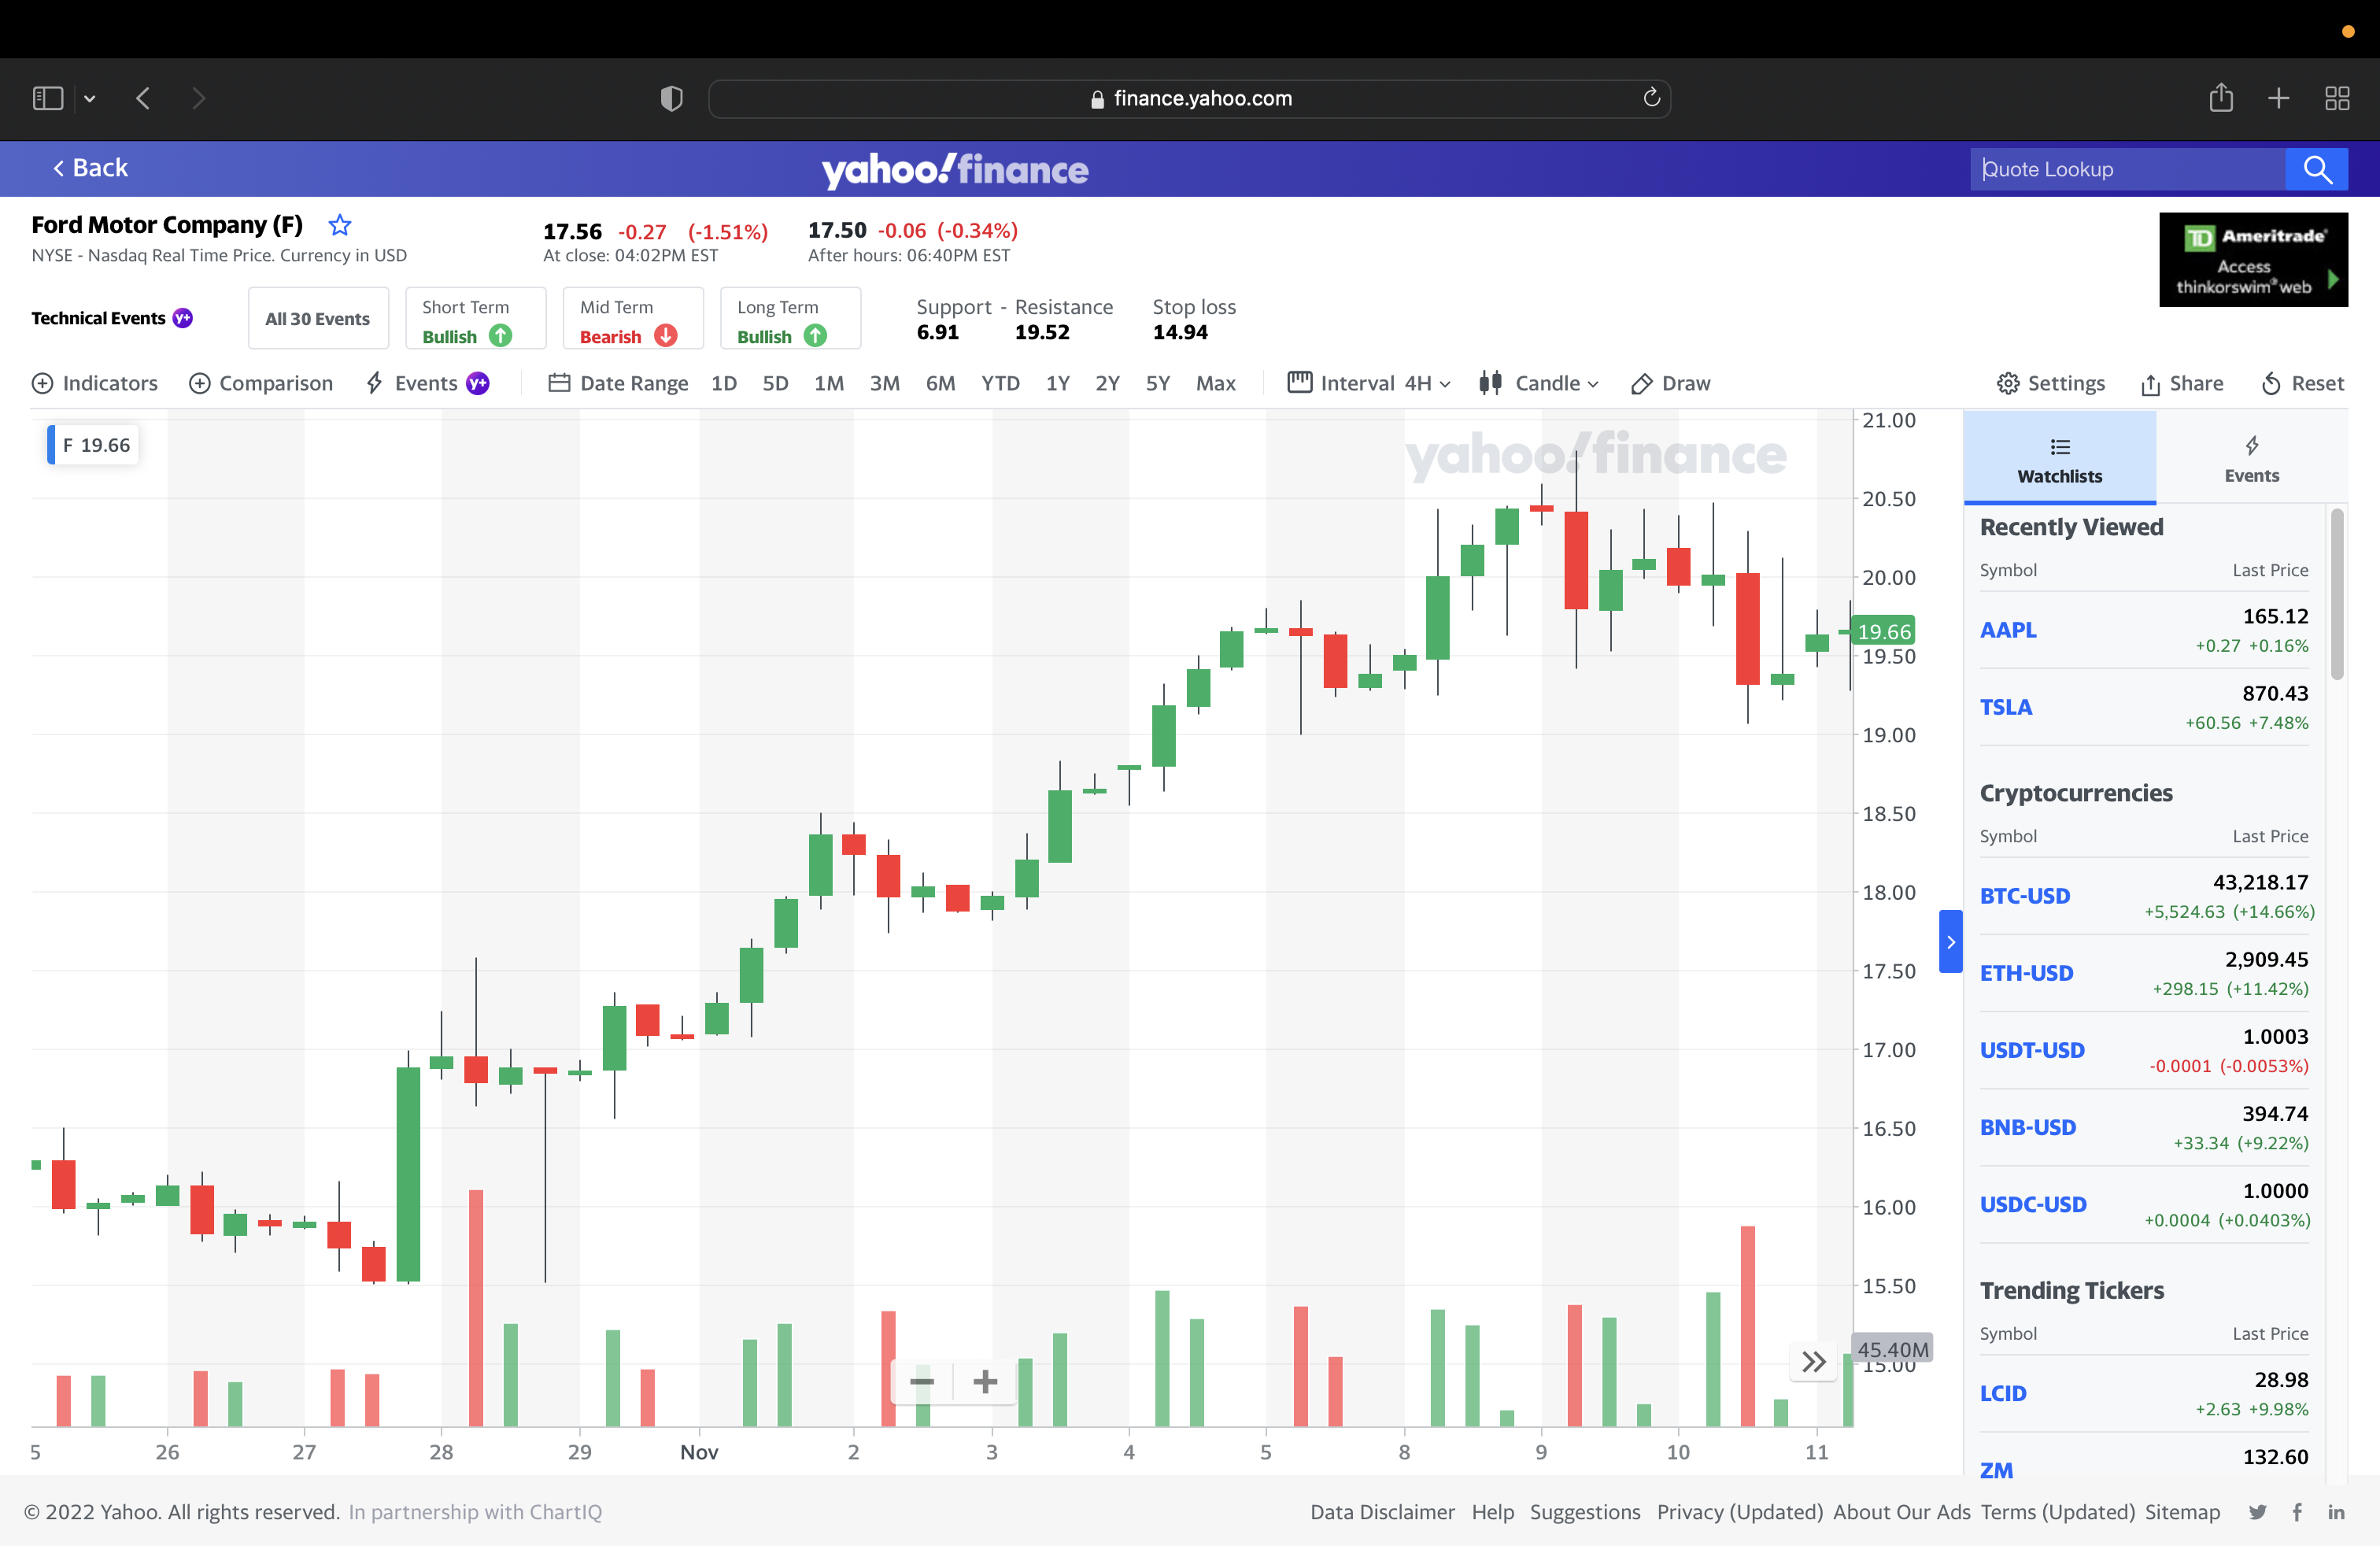 finance.yahoo.com
Back
yahoo!finance
Quote Lookup
Ford Motor Company (F)
NYSE - Nasdaq Real Time Price. Currency in USD
17.56 -0.27 (-1.51%)
At close: 04:02PM EST
17.50 -0.06 (-0.34%)
After hours: 06:40PM EST
TD Ameritrade®
Access
thinkorswim® web
Technical Events y+
All 30 Events
Short Term
Bullish
Mid Term
Bearish
Long Term
Bullish
Support - Resistance
6.91 19.52
Stop loss
14.94
Indicators Comparison Events y+ Date Range 1D 5D 1M 3M 6M YTD 1Y 2Y 5Y Max Interval 4H Candle Draw Settings Share Reset
F 19.66
yahoo!finance
21.00
20.50
20.00
19.66
19.50
19.00
18.50
18.00
17.50
17.00
16.50
16.00
15.50
45.40M
15.00
5 26 27 28 29 Nov 2 3 4 5 8 9 10 11
Watchlists
Events
Recently Viewed
Symbol Last Price
AAPL 165.12
+0.27 +0.16%
TSLA 870.43
+60.56 +7.48%
Cryptocurrencies
Symbol Last Price
BTC-USD 43,218.17
+5,524.63 (+14.66%)
ETH-USD 2,909.45
+298.15 (+11.42%)
USDT-USD 1.0003
-0.0001 (-0.0053%)
BNB-USD 394.74
+33.34 (+9.22%)
USDC-USD 1.0000
+0.0004 (+0.0403%)
Trending Tickers
Symbol Last Price
LCID 28.98
+2.63 +9.98%
ZM 132.60
© 2022 Yahoo. All rights reserved. In partnership with ChartIQ
Data Disclaimer Help Suggestions Privacy (Updated) About Our Ads Terms (Updated) Sitemap